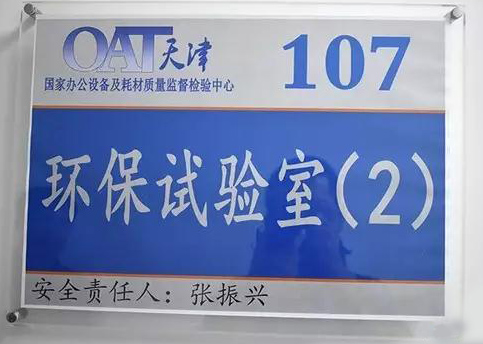 OAT天津
107
国家办公设备及耗材质量监督检验中心
环保试验室(2)
安全责任人：张振兴